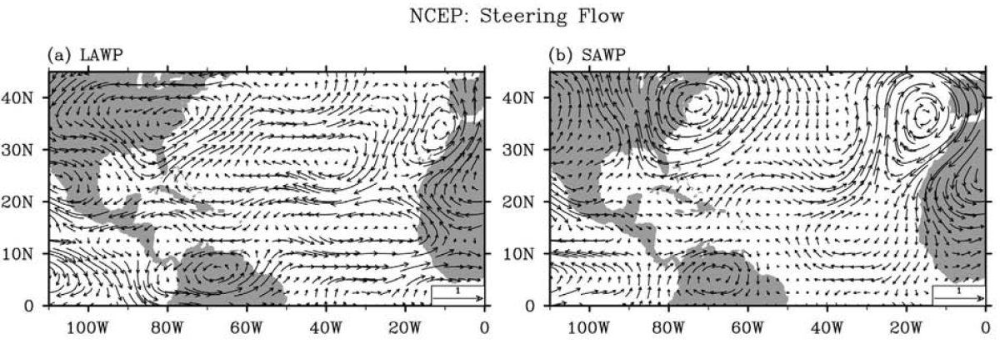 NCEP: Steering Flow
(a) LAWP
40N
30N
20N
10N
0
100W 80W 60W 40W 20W 0
1
(b) SAWP
40N
30N
20N
10N
0
100W 80W 60W 40W 20W 0
1